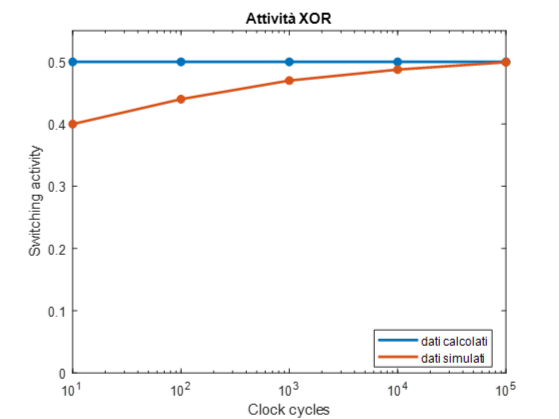 Attività XOR
Switching activity
0.5
0.4
0.3
0.2
0.1
0
10^1
10^2
10^3
10^4
10^5
Clock cycles
dati calcolati
dati simulati